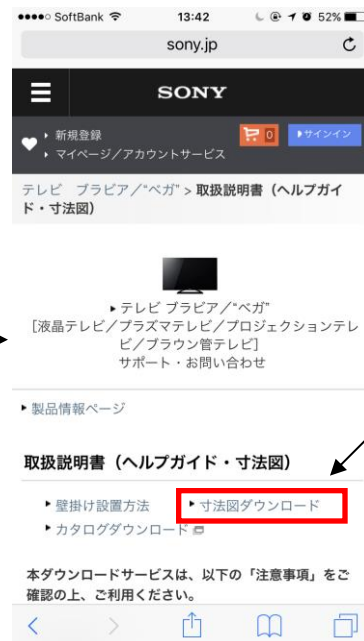 SoftBank 13:42 52%
sony.jp
SONY
新規登録
0 サインイン
マイページ／アカウントサービス
テレビ ブラビア／“ベガ” > 取扱説明書（ヘルプガイ
ド・寸法図）
テレビ ブラビア／“ベガ”
［液晶テレビ／プラズマテレビ／プロジェクションテレ
ビ／ブラウン管テレビ］
サポート・お問い合わせ
製品情報ページ
取扱説明書（ヘルプガイド・寸法図）
壁掛け設置方法 寸法図ダウンロード
カタログダウンロード
本ダウンロードサービスは、以下の「注意事項」をご
確認の上、ご利用ください。